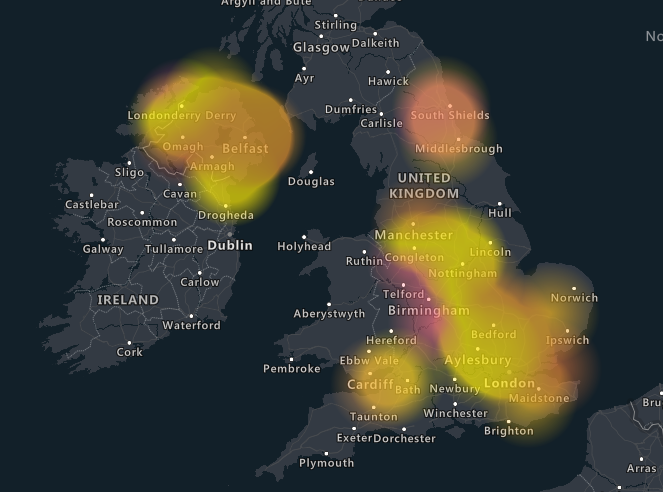 Argyll and Bute
Stirling
No
Glasgow
Dalkeith
Ayr
Hawick
Dumfries
Londonderry Derry
South Shields
Carlisle
Omagh
Belfast
Middlesbrough
Armagh
Sligo
Douglas
UNITED
KINGDOM
Cavan
Castlebar
Drogheda
Hull
Roscommon
Manchester
Galway
Tullamore
Dublin
Holyhead
Lincoln
Ruthin
Congleton
Nottingham
Carlow
Telford
Norwich
IRELAND
Aberystwyth
Birmingham
Waterford
Bedford
Hereford
Ipswich
Cork
Ebbw Vale
Aylesbury
Pembroke
Cardiff
Bath
Newbury
London
Maidstone
Bru
Taunton
Winchester
Brighton
Exeter
Dorchester
Plymouth
Arras